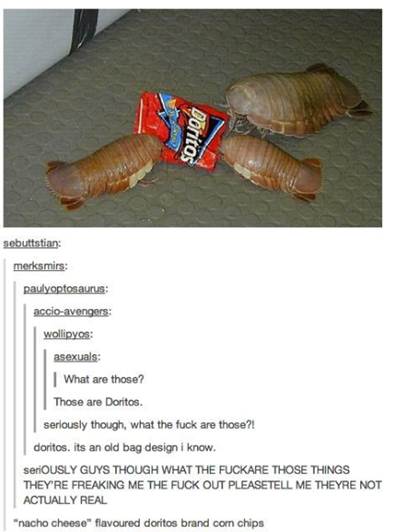 Doritos
sebuttstian:
merksmirs:
paulyoptosaurus:
accio-avengers:
wollipyos:
asexuals:
What are those?
Those are Doritos.
seriously though, what the fuck are those?!
doritos. its an old bag design i know.
seriOUSLY GUYS THOUGH WHAT THE FUCKARE THOSE THINGS
THEY'RE FREAKING ME THE FUCK OUT PLEASETELL ME THEYRE NOT
ACTUALLY REAL
"nacho cheese" flavoured doritos brand corn chips